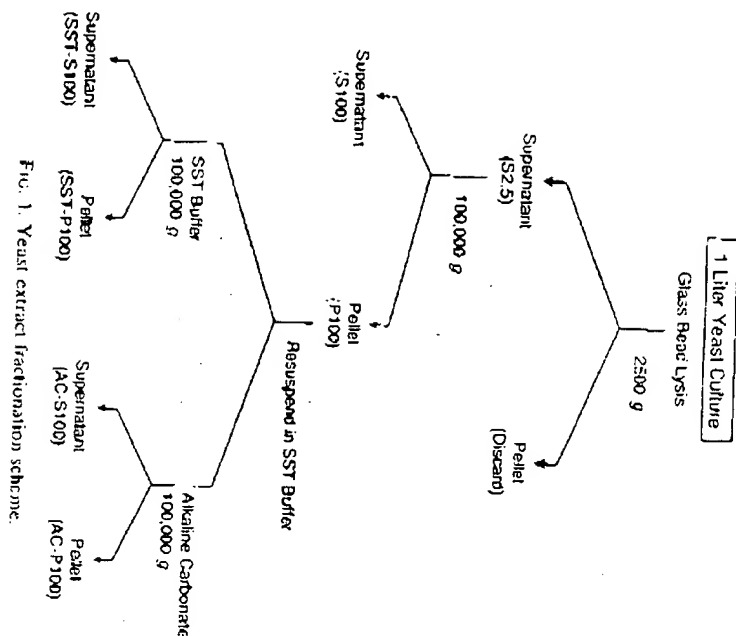 1 Liter Yeast Culture
Glass Bead Lysis
2500 g
Supernatant
(S2.5)
Pellet
(Discard)
100,000 g
Supernatant
(S100)
Pellet
(P100)
Resuspend in SST Buffer
SST Buffer
100,000 g
Alkaline Carbonate
100,000 g
Supernatant
(SST-S100)
Pellet
(SST-P100)
Supernatant
(AC-S100)
Pellet
(AC-P100)
FIG. 1. Yeast extract fractionation scheme.